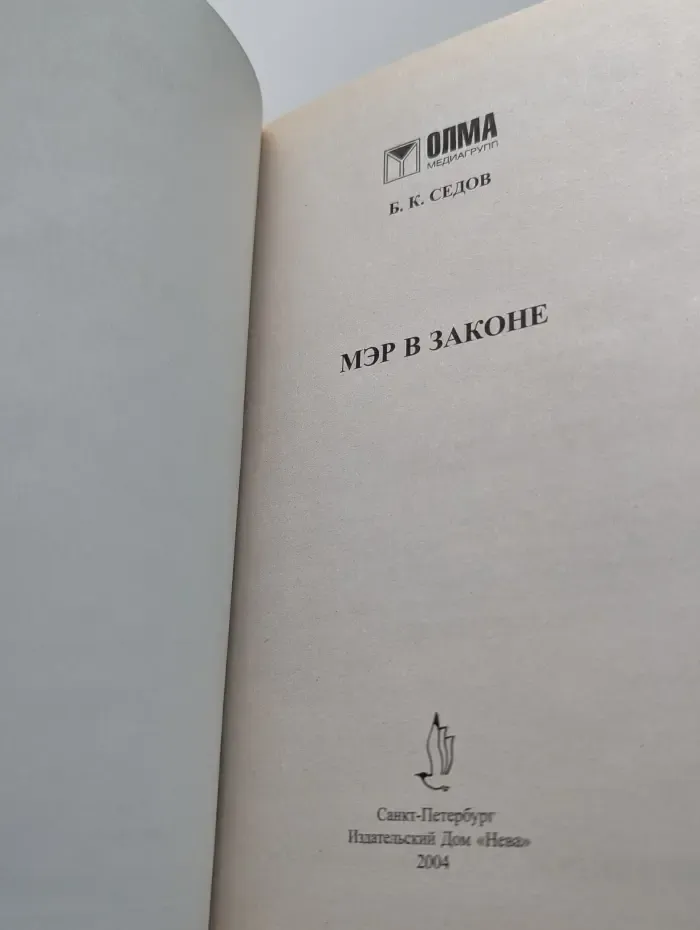 ОЛМА
МЕДИАГРУПП
Б. К. СЕДОВ
МЭР В ЗАКОНЕ
Санкт-Петербург
Издательский Дом «Нева»
2004